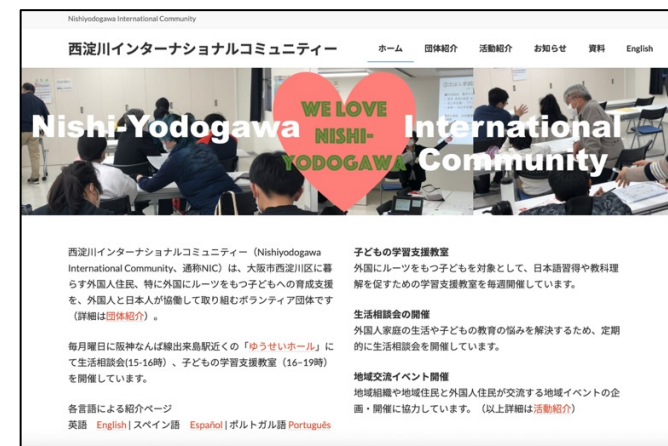 Nishiyodogawa International Community
西淀川インターナショナルコミュニティー
ホーム 団体紹介 活動紹介 お知らせ 資料 English
WE LOVE
NISHI-
YODOGAWA
Nishi-Yodogawa International
Community
西淀川インターナショナルコミュニティー（Nishiyodogawa
International Community、通称NIC）は、大阪市西淀川区に暮
らす外国人住民、特に外国にルーツをもつ子どもへの育成支援
を、外国人と日本人が協働して取り組むボランティア団体です
（詳細は団体紹介）。
毎月曜日に阪神なんば線出来島駅近くの「ゆうせいホール」に
て生活相談会(15-16時）、子どもの学習支援教室（16–19時）
を開催しています。
各言語による紹介ページ
英語 English | スペイン語 Español | ポルトガル語 Português
子どもの学習支援教室
外国にルーツをもつ子どもを対象として、日本語習得や教科理
解を促すための学習支援教室を毎週開催しています。
生活相談会の開催
外国人家庭の生活や子どもの教育の悩みを解決するため、定期
的に生活相談会を開催しています。
地域交流イベント開催
地域組織や地域住民と外国人住民が交流する地域イベントの企
画・開催に協力しています。（以上詳細は活動紹介）